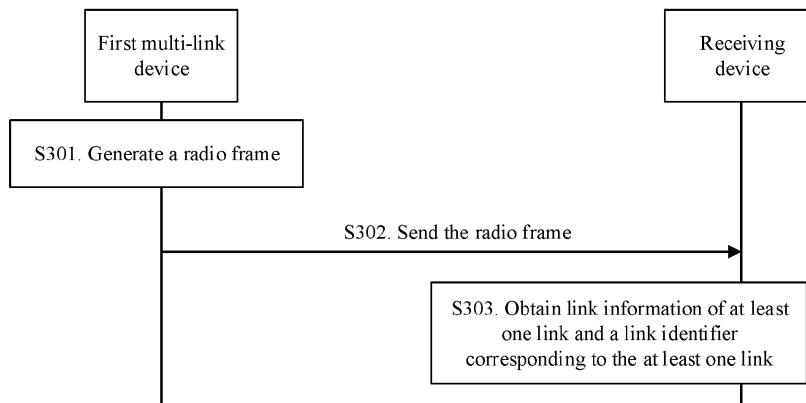 First multi-link
device
Receiving
device
S301. Generate a radio frame
S302. Send the radio frame
S303. Obtain link information of at least
one link and a link identifier
corresponding to the at least one link